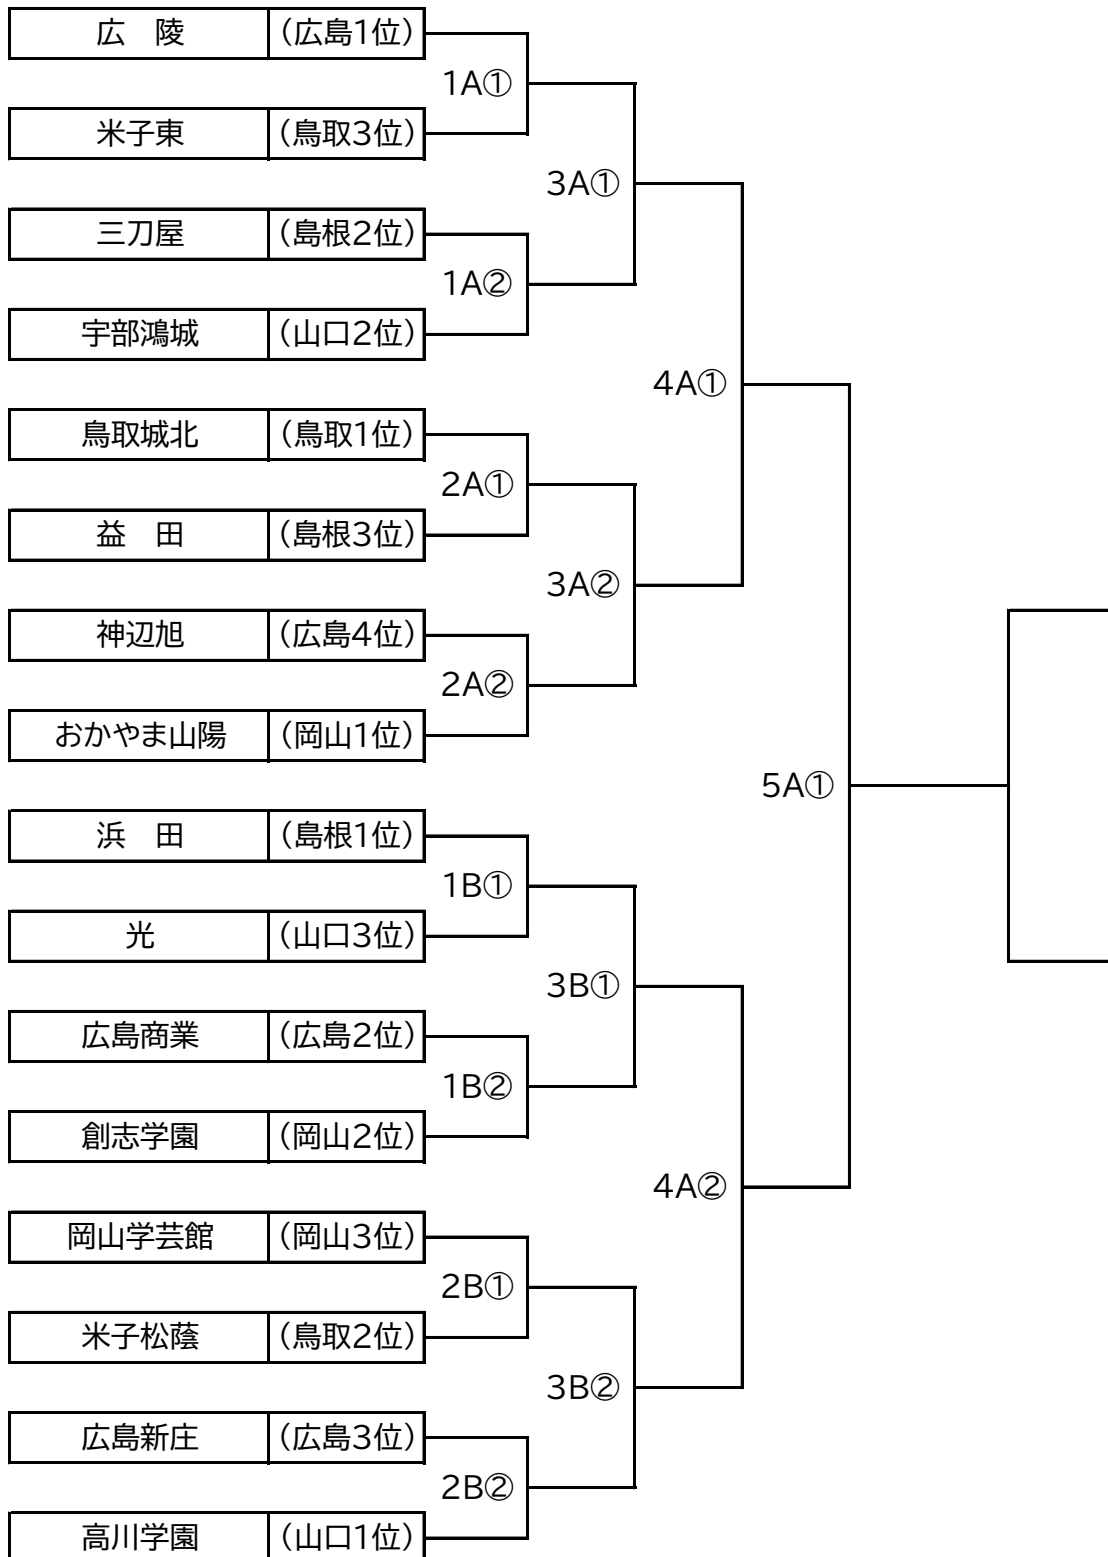 広　陵 (広島1位)
1A①
米子東 (鳥取3位)
3A①
三刀屋 (島根2位)
1A②
宇部鴻城 (山口2位)
4A①
鳥取城北 (鳥取1位)
2A①
益　田 (島根3位)
3A②
神辺旭 (広島4位)
2A②
おかやま山陽 (岡山1位)
5A①
浜　田 (島根1位)
1B①
光 (山口3位)
3B①
広島商業 (広島2位)
1B②
創志学園 (岡山2位)
4A②
岡山学芸館 (岡山3位)
2B①
米子松蔭 (鳥取2位)
3B②
広島新庄 (広島3位)
2B②
高川学園 (山口1位)